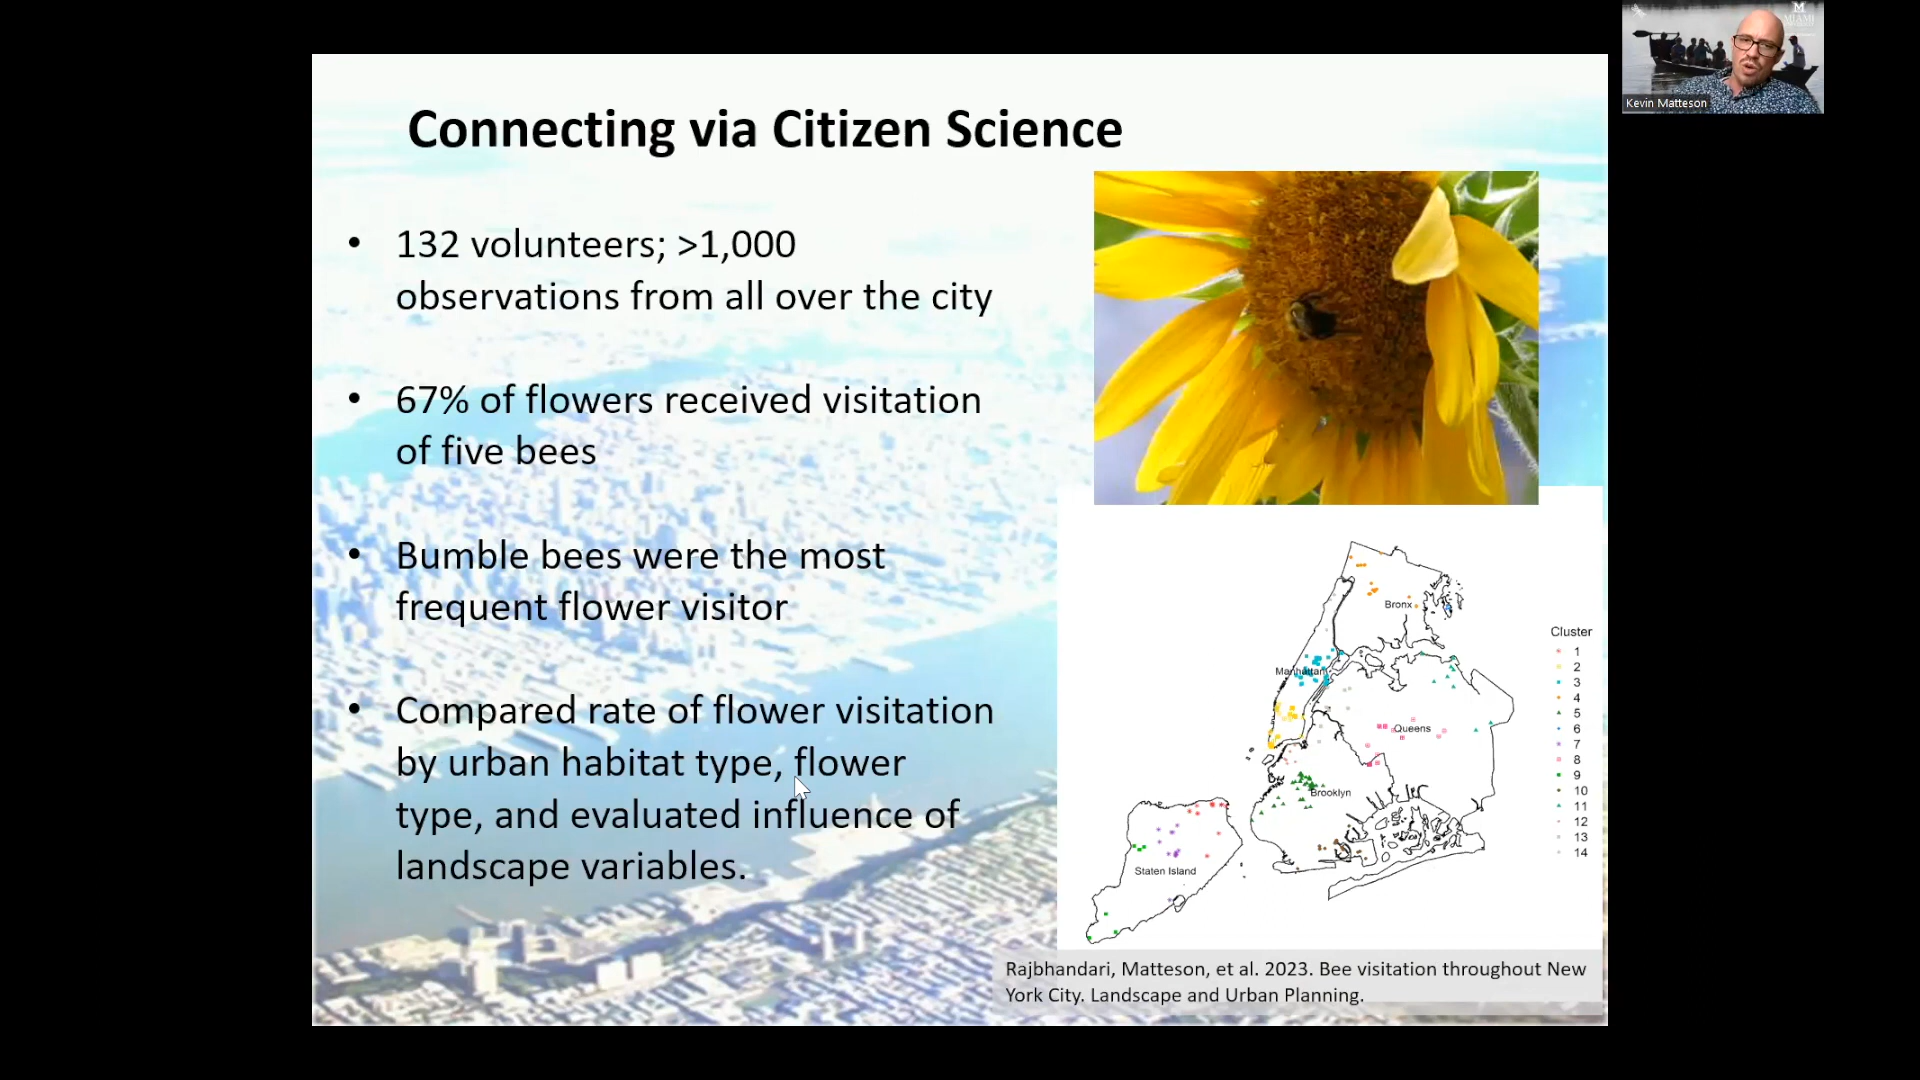 MIAMI
Kevin Matteson
Connecting via Citizen Science
• 132 volunteers; >1,000
observations from all over the city
• 67% of flowers received visitation
of five bees
• Bumble bees were the most
frequent flower visitor
• Compared rate of flower visitation
by urban habitat type, flower
type, and evaluated influence of
landscape variables.
Bronx
Manhattan
Queens
Brooklyn
Staten Island
Cluster
1
2
3
4
5
6
7
8
9
10
11
12
13
14
Rajbhandari, Matteson, et al. 2023. Bee visitation throughout New
York City. Landscape and Urban Planning.